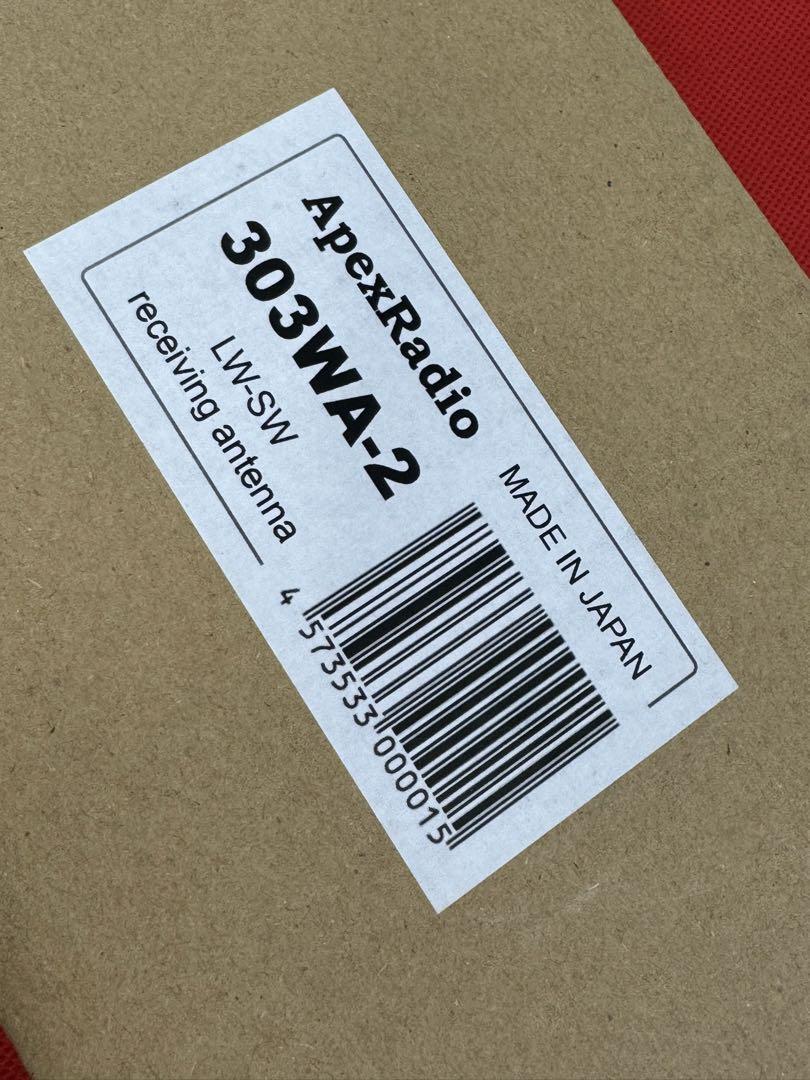 ApexRadio
303WA-2
LW-SW
receiving antenna
MADE IN JAPAN
4 573533 000015